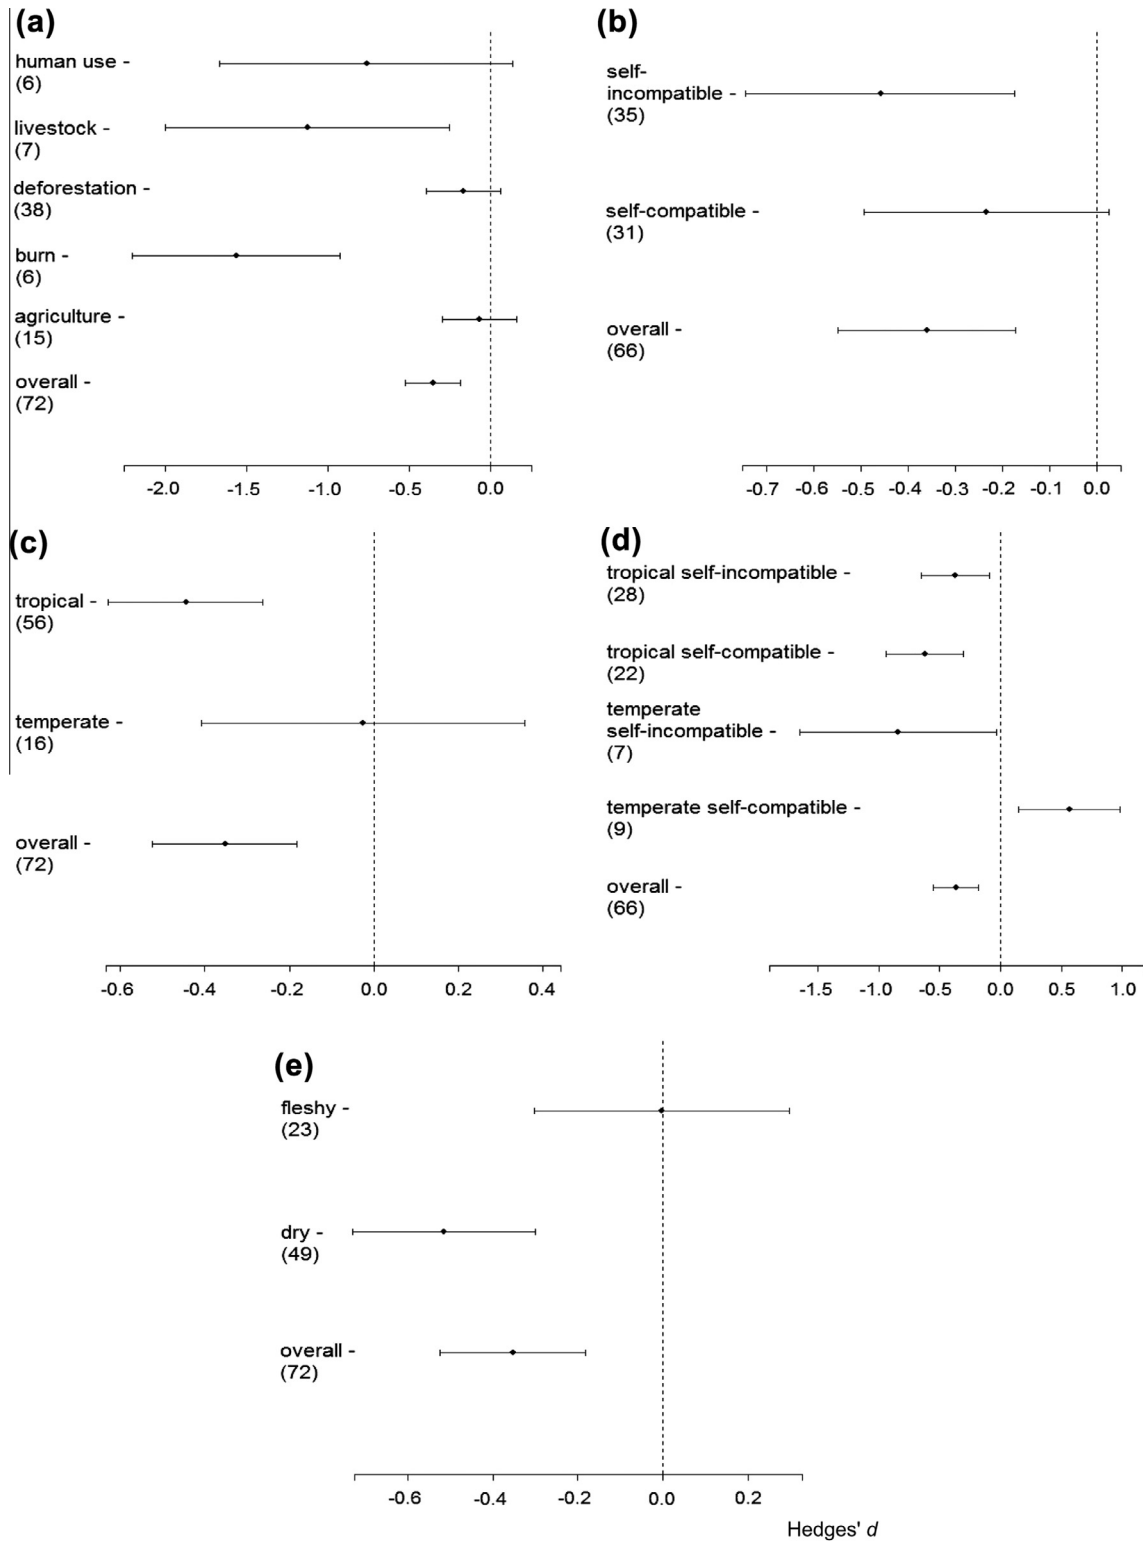 (a)
human use -
(6)
livestock -
(7)
deforestation -
(38)
burn -
(6)
agriculture -
(15)
overall -
(72)
-2.0 -1.5 -1.0 -0.5 0.0
(b)
self-
incompatible -
(35)
self-compatible -
(31)
overall -
(66)
-0.7 -0.6 -0.5 -0.4 -0.3 -0.2 -0.1 0.0
(c)
tropical -
(56)
temperate -
(16)
overall -
(72)
-0.6 -0.4 -0.2 0.0 0.2 0.4
(d)
tropical self-incompatible -
(28)
tropical self-compatible -
(22)
temperate
self-incompatible -
(7)
temperate self-compatible -
(9)
overall -
(66)
-1.5 -1.0 -0.5 0.0 0.5 1.0
(e)
fleshy -
(23)
dry -
(49)
overall -
(72)
-0.6 -0.4 -0.2 0.0 0.2
Hedges' d